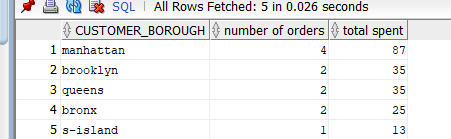 SQL | All Rows Fetched: 5 in 0.026 seconds
CUSTOMER_BOROUGH number of orders total spent
1 manhattan 4 87
2 brooklyn 2 35
3 queens 2 35
4 bronx 2 25
5 s-island 1 13